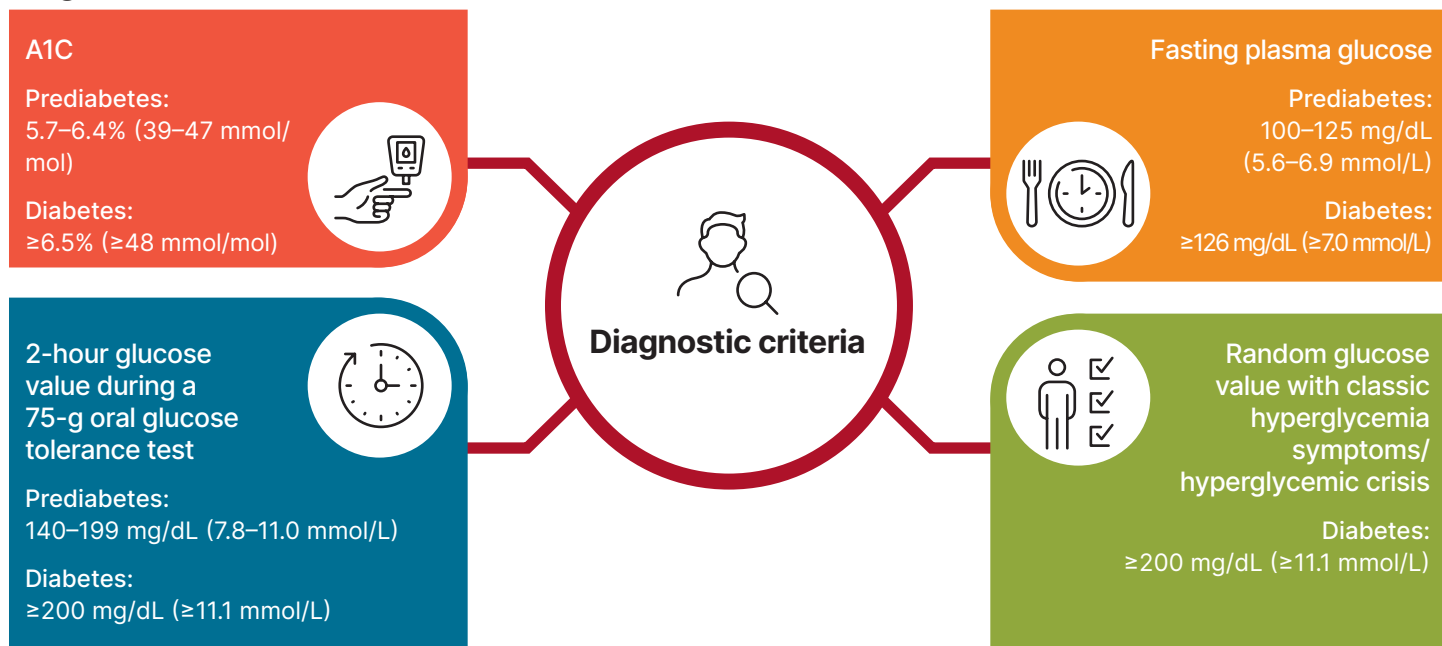 A1C
Prediabetes:
5.7–6.4% (39–47 mmol/
mol)
Diabetes:
≥6.5% (≥48 mmol/mol)
Fasting plasma glucose
Prediabetes:
100–125 mg/dL
(5.6–6.9 mmol/L)
Diabetes:
≥126 mg/dL (≥7.0 mmol/L)
Diagnostic criteria
2-hour glucose
value during a
75-g oral glucose
tolerance test
Prediabetes:
140–199 mg/dL (7.8–11.0 mmol/L)
Diabetes:
≥200 mg/dL (≥11.1 mmol/L)
Random glucose
value with classic
hyperglycemia
symptoms/
hyperglycemic crisis
Diabetes:
≥200 mg/dL (≥11.1 mmol/L)